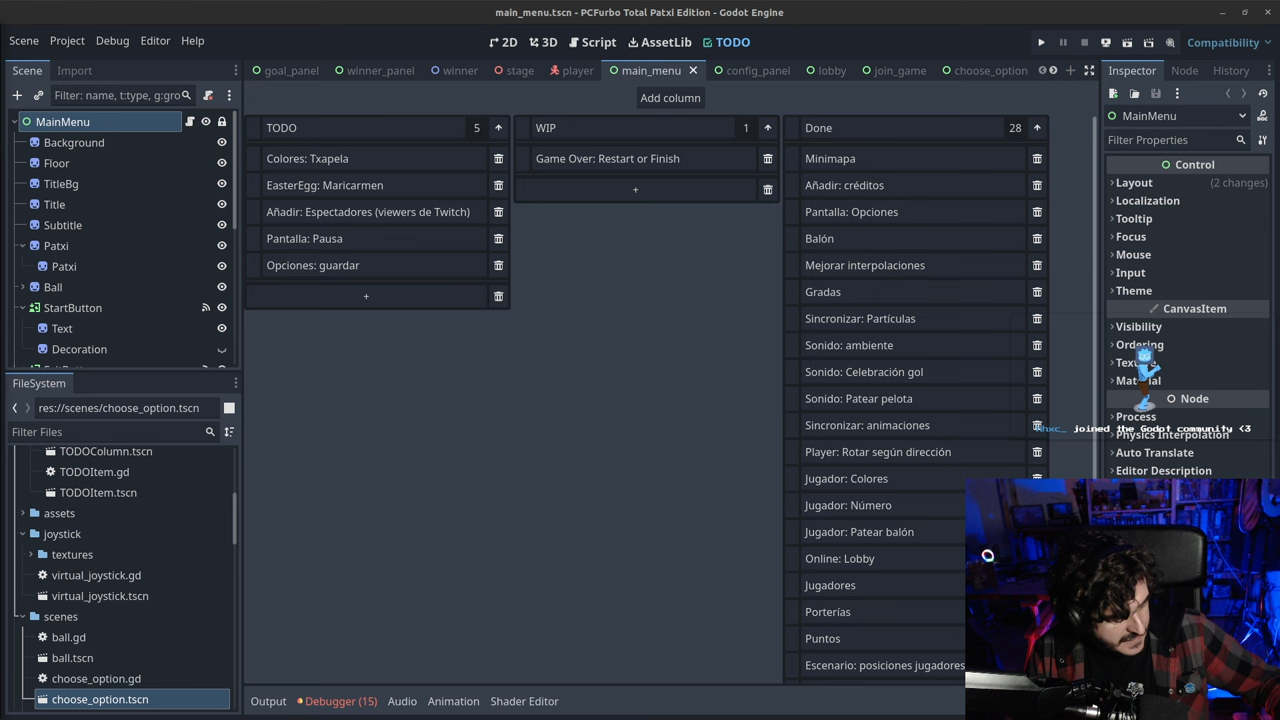 main_menu.tscn - PCFurbo Total Patxi Edition - Godot Engine
Scene Project Debug Editor Help
2D 3D Script AssetLib TODO
Compatibility
Scene Import
goal_panel winner_panel winner stage player main_menu config_panel lobby join_game choose_option
Inspector Node History
Filter: name, t:type, g:gro
Add column
MainMenu
Background
Floor
TitleBg
Title
Subtitle
Patxi
Patxi
Ball
StartButton
Text
Decoration
FileSystem
res://scenes/choose_option.tscn
Filter Files
TODOColumn.tscn
TODOItem.gd
TODOItem.tscn
assets
joystick
textures
virtual_joystick.gd
virtual_joystick.tscn
scenes
ball.gd
ball.tscn
choose_option.gd
choose_option.tscn
TODO 5
Colores: Txapela
EasterEgg: Maricarmen
Añadir: Espectadores (viewers de Twitch)
Pantalla: Pausa
Opciones: guardar
+
WIP 1
Game Over: Restart or Finish
+
Done 28
Minimapa
Añadir: créditos
Pantalla: Opciones
Balón
Mejorar interpolaciones
Gradas
Sincronizar: Partículas
Sonido: ambiente
Sonido: Celebración gol
Sonido: Patear pelota
Sincronizar: animaciones
Player: Rotar según dirección
Jugador: Colores
Jugador: Número
Jugador: Patear balón
Online: Lobby
Jugadores
Porterías
Puntos
Escenario: posiciones jugadores
Output Debugger (15) Audio Animation Shader Editor
MainMenu
Filter Properties
Control
Layout (2 changes)
Localization
Tooltip
Focus
Mouse
Input
Theme
CanvasItem
Visibility
Ordering
Material
Node
Process
joined the Godot community <3
Physics Interpolation
Auto Translate
Editor Description